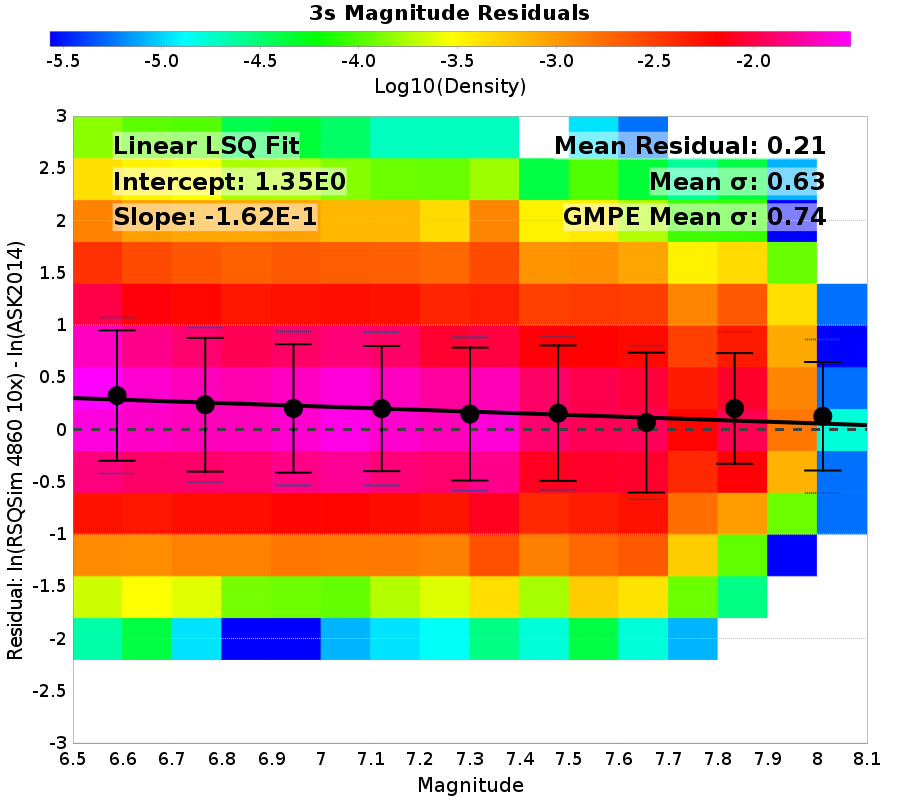 3s Magnitude Residuals
-5.5 -5.0 -4.5 -4.0 -3.5 -3.0 -2.5 -2.0
Log10(Density)
Linear LSQ Fit
Intercept: 1.35E0
Slope: -1.62E-1
Mean Residual: 0.21
Mean σ: 0.63
GMPE Mean σ: 0.74
Residual: ln(RSQSim 4860 10x) - ln(ASK2014)
3
2.5
2
1.5
1
0.5
0
-0.5
-1
-1.5
-2
-2.5
-3
6.5 6.6 6.7 6.8 6.9 7 7.1 7.2 7.3 7.4 7.5 7.6 7.7 7.8 7.9 8 8.1
Magnitude